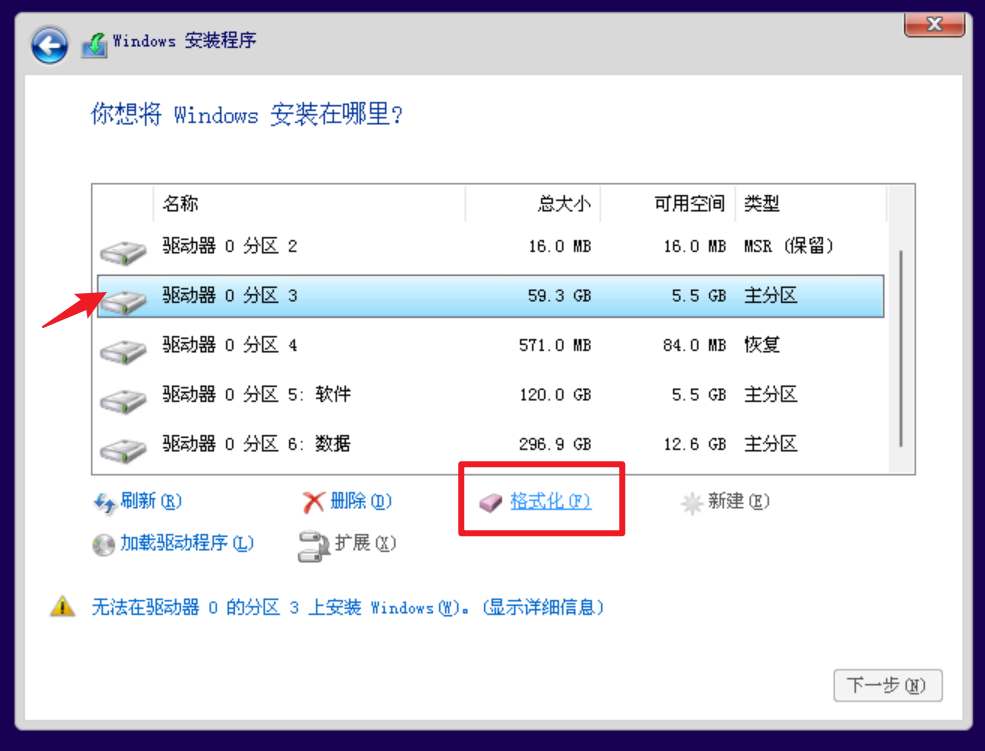 Windows 安装程序
你想将 Windows 安装在哪里?
名称 总大小 可用空间 类型
驱动器 0 分区 2 16.0 MB 16.0 MB MSR (保留)
驱动器 0 分区 3 59.3 GB 5.5 GB 主分区
驱动器 0 分区 4 571.0 MB 84.0 MB 恢复
驱动器 0 分区 5: 软件 120.0 GB 5.5 GB 主分区
驱动器 0 分区 6: 数据 296.9 GB 12.6 GB 主分区
刷新(R) 删除(D) 格式化(F) 新建(E)
加载驱动程序(L) 扩展(X)
无法在驱动器 0 的分区 3 上安装 Windows(W)。(显示详细信息)
下一步(N)